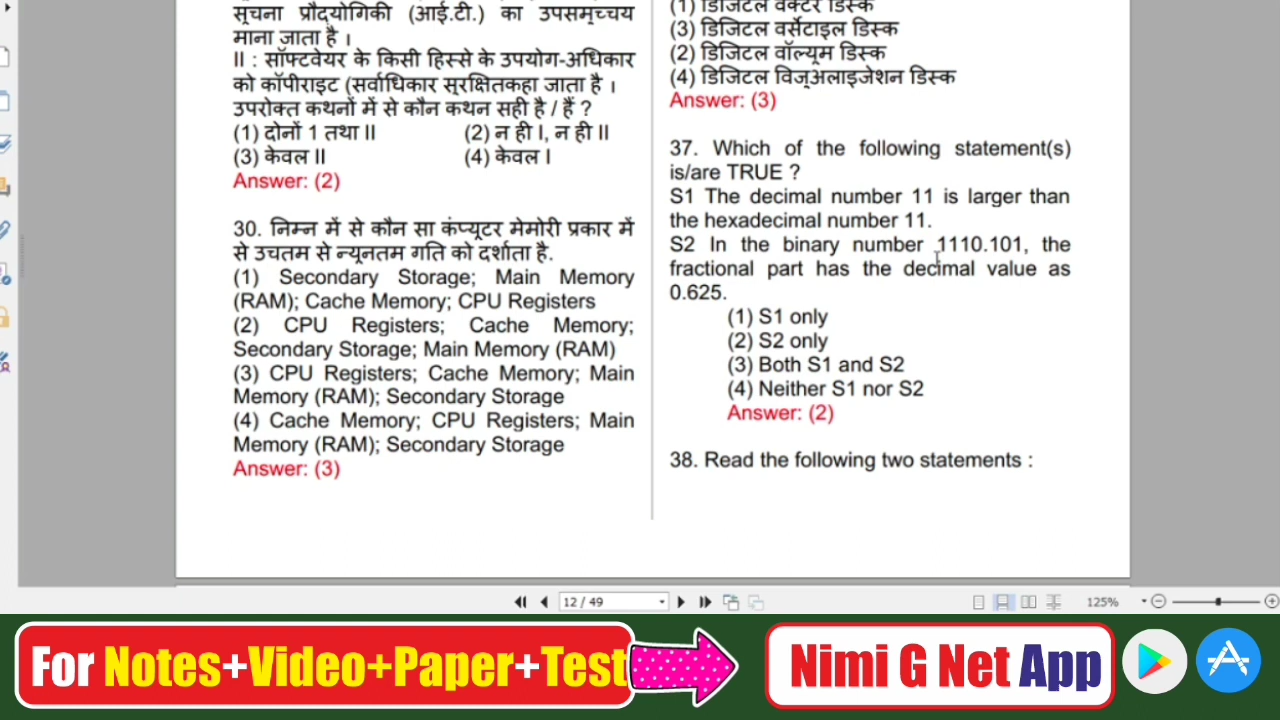 सूचना प्रौद्योगिकी (आई.टी.) का उपसमुच्चय
माना जाता है ।
II : सॉफ्टवेयर के किसी हिस्से के उपयोग-अधिकार
को कॉपीराइट (सर्वाधिकार सुरक्षितकहा जाता है ।
उपरोक्त कथनों में से कौन कथन सही है / हैं ?
(1) दोनों 1 तथा II (2) न ही I, न ही II
(3) केवल II (4) केवल I
Answer: (2)
30. निम्न में से कौन सा कंप्यूटर मेमोरी प्रकार में
से उचतम से न्यूनतम गति को दर्शाता है.
(1) Secondary Storage; Main Memory
(RAM); Cache Memory; CPU Registers
(2) CPU Registers; Cache Memory;
Secondary Storage; Main Memory (RAM)
(3) CPU Registers; Cache Memory; Main
Memory (RAM); Secondary Storage
(4) Cache Memory; CPU Registers; Main
Memory (RAM); Secondary Storage
Answer: (3)
(1) डिजिटल वेक्टर डिस्क
(3) डिजिटल वर्सेटाइल डिस्क
(2) डिजिटल वॉल्यूम डिस्क
(4) डिजिटल विज़ुअलाइजेशन डिस्क
Answer: (3)
37. Which of the following statement(s)
is/are TRUE ?
S1 The decimal number 11 is larger than
the hexadecimal number 11.
S2 In the binary number 1110.101, the
fractional part has the decimal value as
0.625.
(1) S1 only
(2) S2 only
(3) Both S1 and S2
(4) Neither S1 nor S2
Answer: (2)
38. Read the following two statements :
12 / 49
125%
For Notes+Video+Paper+Test
Nimi G Net App